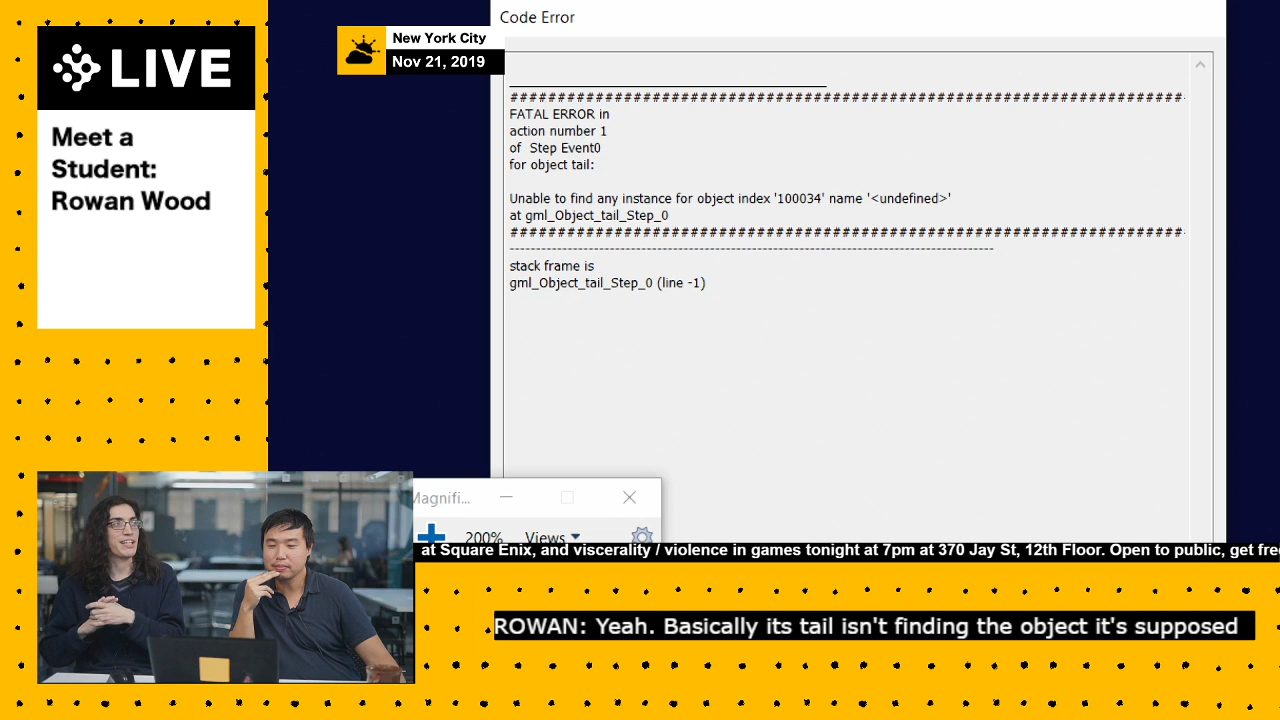 LIVE
Meet a
Student:
Rowan Wood
New York City
Nov 21, 2019
Code Error
################################################################################
FATAL ERROR in
action number 1
of  Step Event0
for object tail:
Unable to find any instance for object index '100034' name '<undefined>'
at gml_Object_tail_Step_0
################################################################################
--------------------------------------------------------------------------------------------
stack frame is
gml_Object_tail_Step_0 (line -1)
Magnifi...
200% Views
at Square Enix, and viscerality / violence in games tonight at 7pm at 370 Jay St, 12th Floor. Open to public, get free
ROWAN: Yeah. Basically its tail isn't finding the object it's supposed